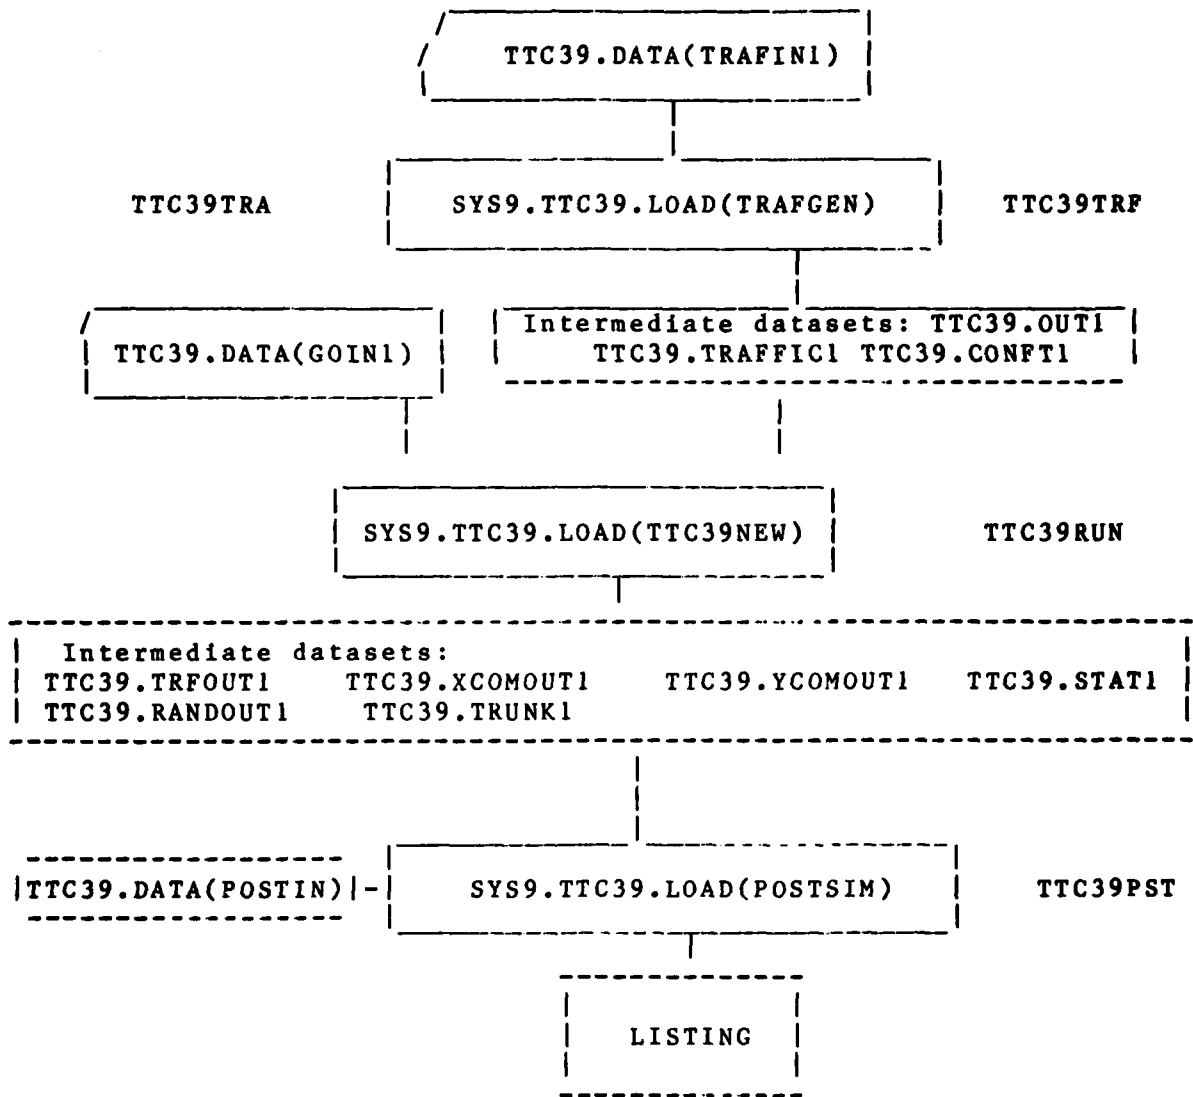 TTC39.DATA(TRAFIN1)
TTC39TRA SYS9.TTC39.LOAD(TRAFGEN) TTC39TRF
Intermediate datasets: TTC39.OUT1
TTC39.DATA(GOIN1) TTC39.TRAFFIC1 TTC39.CONFT1
SYS9.TTC39.LOAD(TTC39NEW) TTC39RUN
Intermediate datasets:
TTC39.TRFOUT1 TTC39.XCOMOUT1 TTC39.YCOMOUT1 TTC39.STAT1
TTC39.RANDOUT1 TTC39.TRUNK1
TTC39.DATA(POSTIN) - SYS9.TTC39.LOAD(POSTSIM) TTC39PST
LISTING